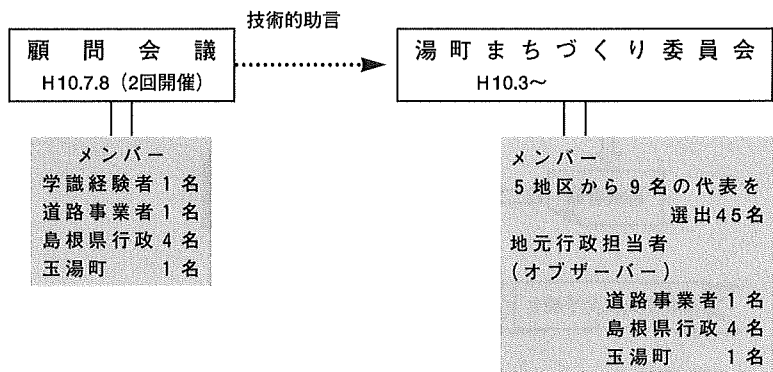 技術的助言
顧問会議
H10.7.8（2回開催）
メンバー
学識経験者1名
道路事業者1名
島根県行政4名
玉湯町　1名
湯町まちづくり委員会
H10.3〜
メンバー
5地区から9名の代表を
選出45名
地元行政担当者
(オブザーバー)
道路事業者1名
島根県行政4名
玉湯町　1名